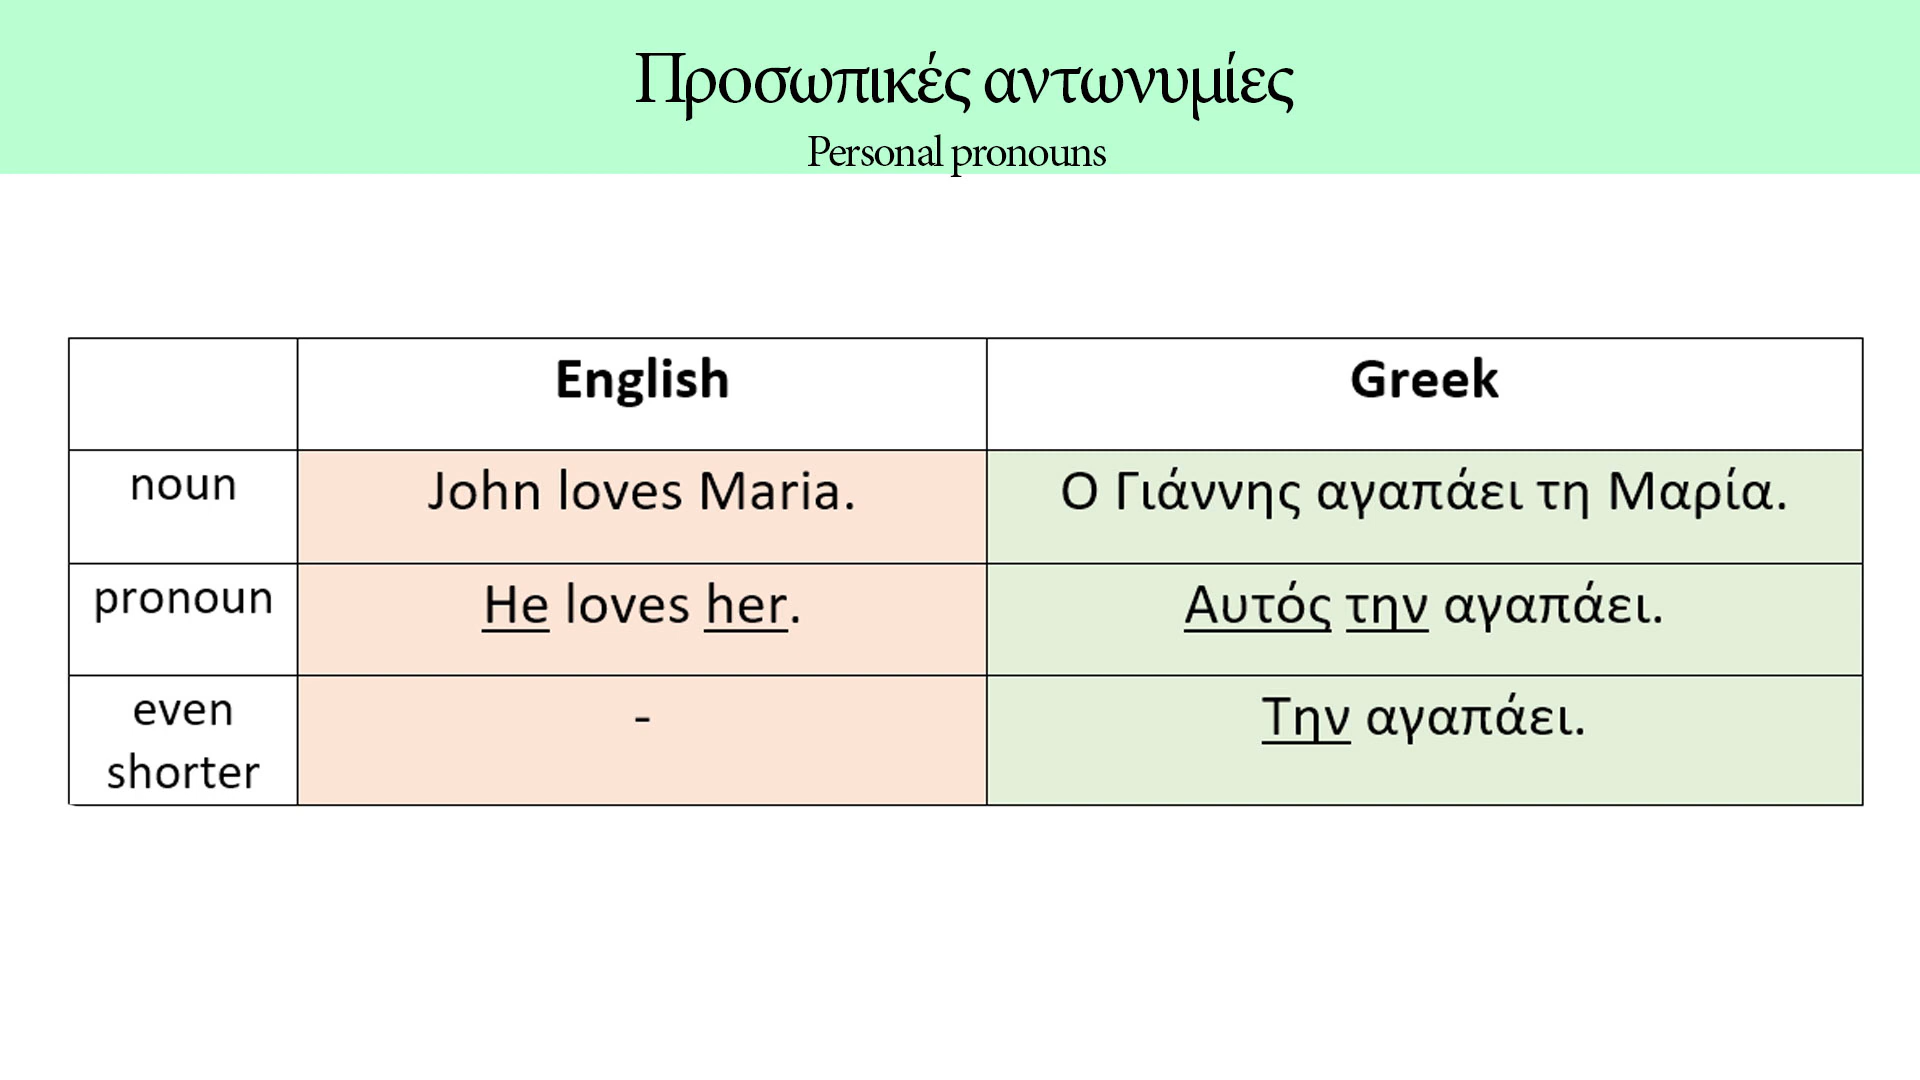 Προσωπικές αντωνυμίες
Personal pronouns
English Greek
noun John loves Maria. Ο Γιάννης αγαπάει τη Μαρία.
pronoun He loves her. Αυτός την αγαπάει.
even shorter - Την αγαπάει.